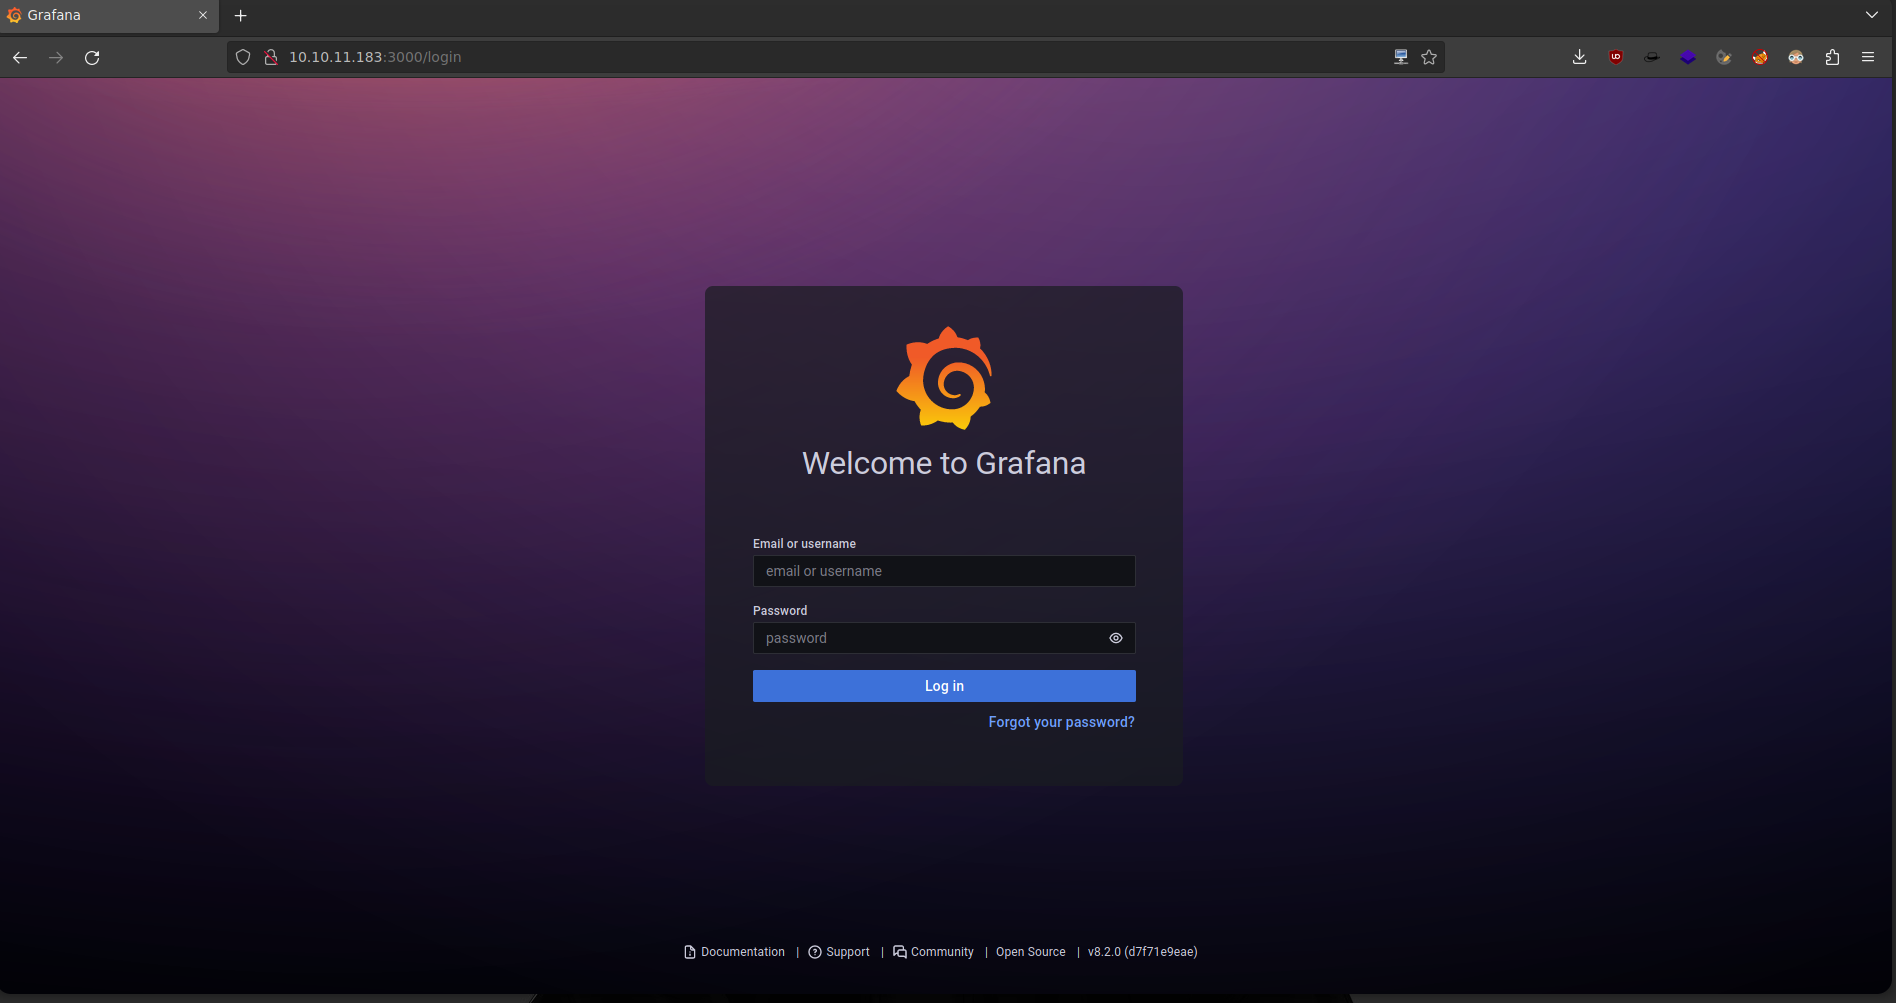 Grafana
10.10.11.183:3000/login
Welcome to Grafana
Email or username
email or username
Password
password
Log in
Forgot your password?
Documentation | Support | Community | Open Source | v8.2.0 (d7f71e9eae)